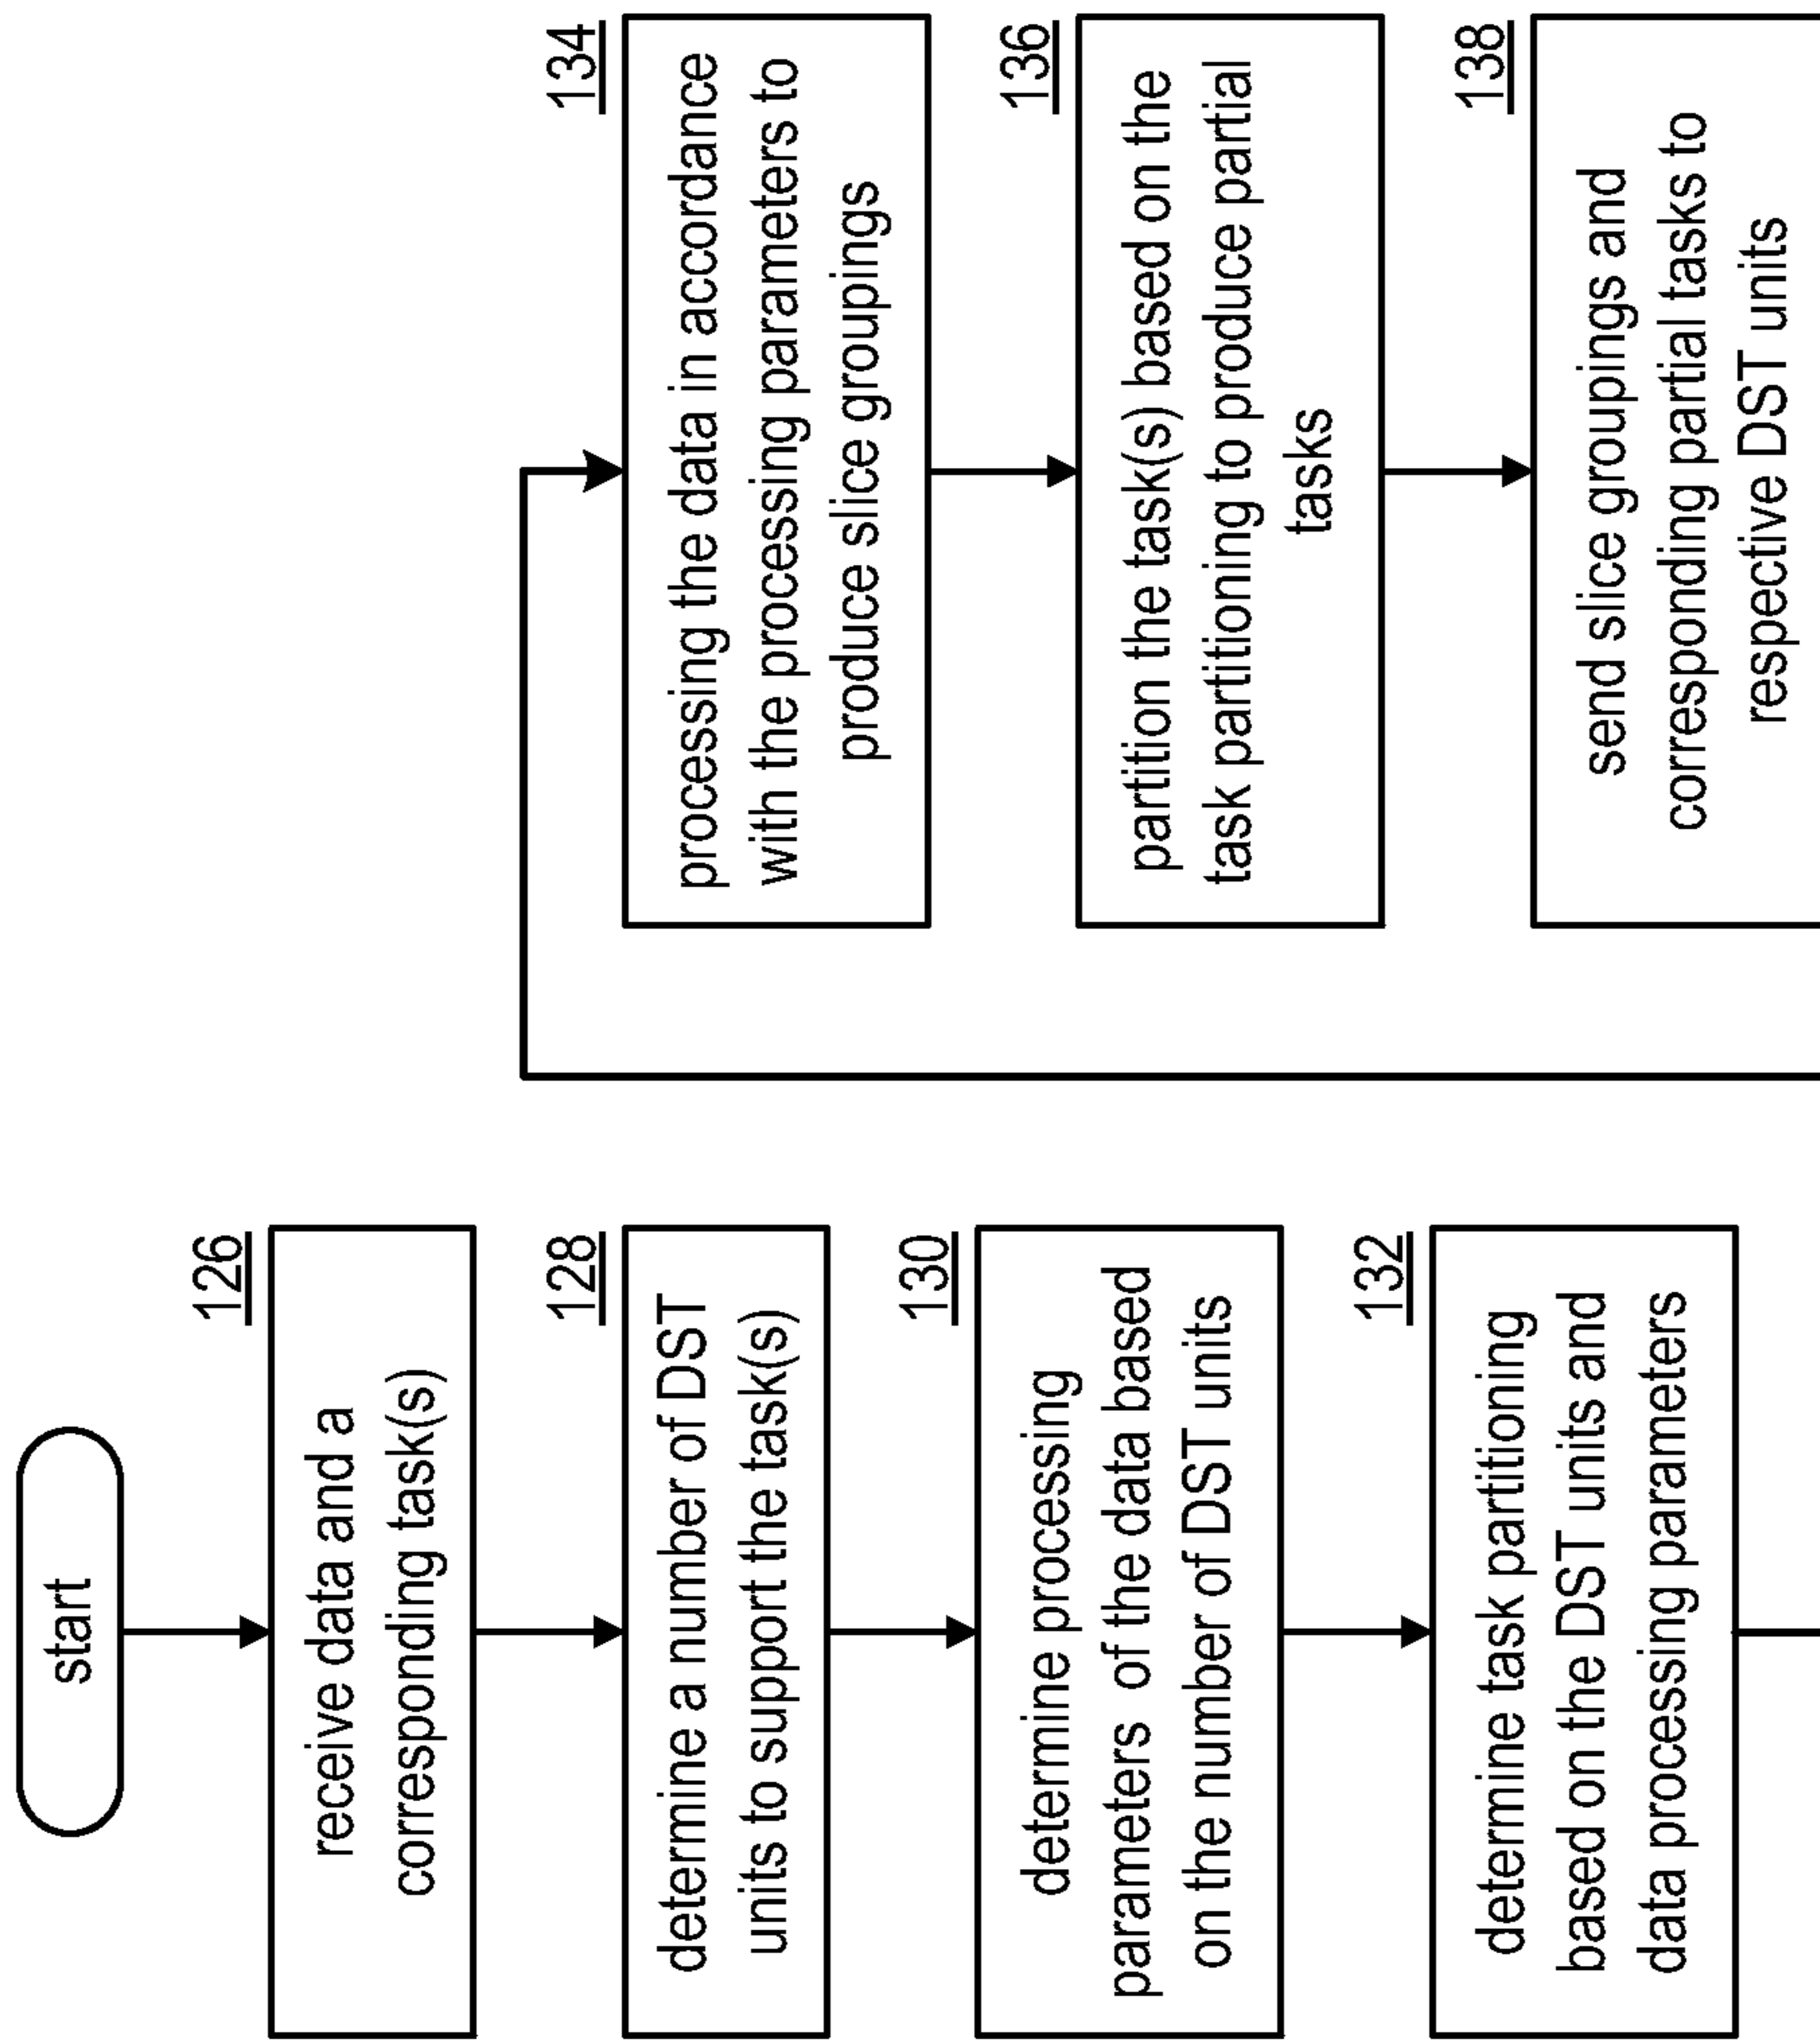 start
126
receive data and a
corresponding task(s)
128
determine a number of DST
units to support the task(s)
130
determine processing
parameters of the data based
on the number of DST units
132
determine task partitioning
based on the DST units and
data processing parameters
134
processing the data in accordance
with the processing parameters to
produce slice groupings
136
partition the task(s) based on the
task partitioning to produce partial
tasks
138
send slice groupings and
corresponding partial tasks to
respective DST units